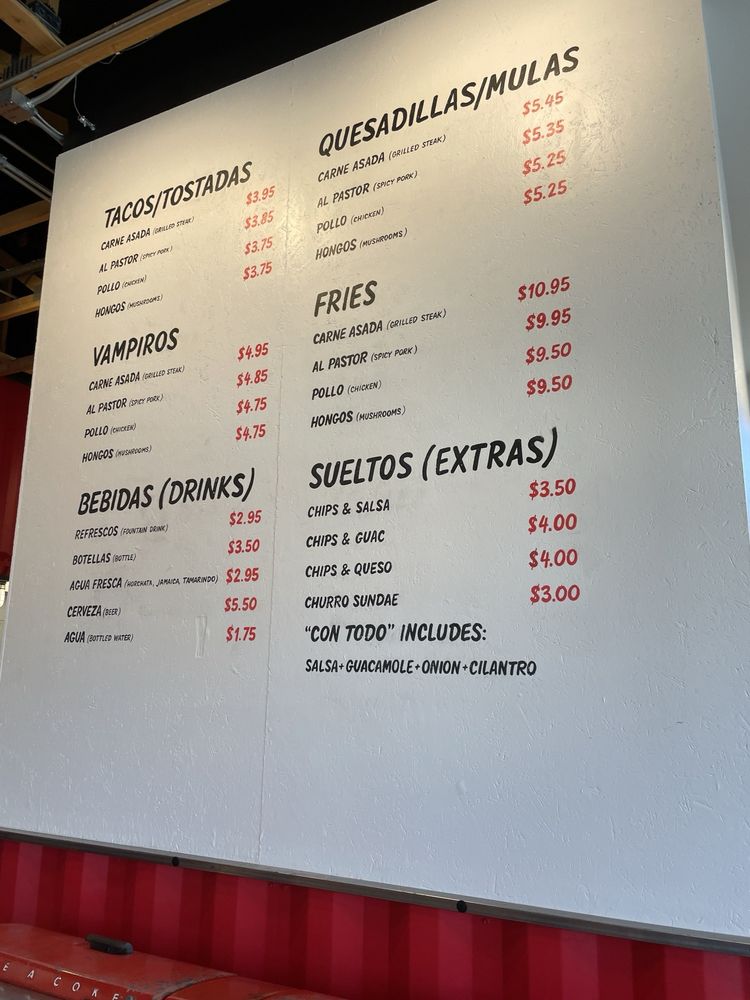 TACOS/TOSTADAS
CARNE ASADA (GRILLED STEAK) $3.95
AL PASTOR (SPICY PORK) $3.85
POLLO (CHICKEN) $3.75
HONGOS (MUSHROOMS) $3.75
VAMPIROS
CARNE ASADA (GRILLED STEAK) $4.95
AL PASTOR (SPICY PORK) $4.85
POLLO (CHICKEN) $4.75
HONGOS (MUSHROOMS) $4.75
BEBIDAS (DRINKS)
REFRESCOS (FOUNTAIN DRINK) $2.95
BOTELLAS (BOTTLE) $3.50
AGUA FRESCA (HORCHATA, JAMAICA, TAMARINDO) $2.95
CERVEZA (BEER) $5.50
AGUA (BOTTLED WATER) $1.75
QUESADILLAS/MULAS
CARNE ASADA (GRILLED STEAK) $5.45
AL PASTOR (SPICY PORK) $5.35
POLLO (CHICKEN) $5.25
HONGOS (MUSHROOMS) $5.25
FRIES
CARNE ASADA (GRILLED STEAK) $10.95
AL PASTOR (SPICY PORK) $9.95
POLLO (CHICKEN) $9.50
HONGOS (MUSHROOMS) $9.50
SUELTOS (EXTRAS)
CHIPS & SALSA $3.50
CHIPS & GUAC $4.00
CHIPS & QUESO $4.00
CHURRO SUNDAE $3.00
"CON TODO" INCLUDES:
SALSA+GUACAMOLE+ONION+CILANTRO